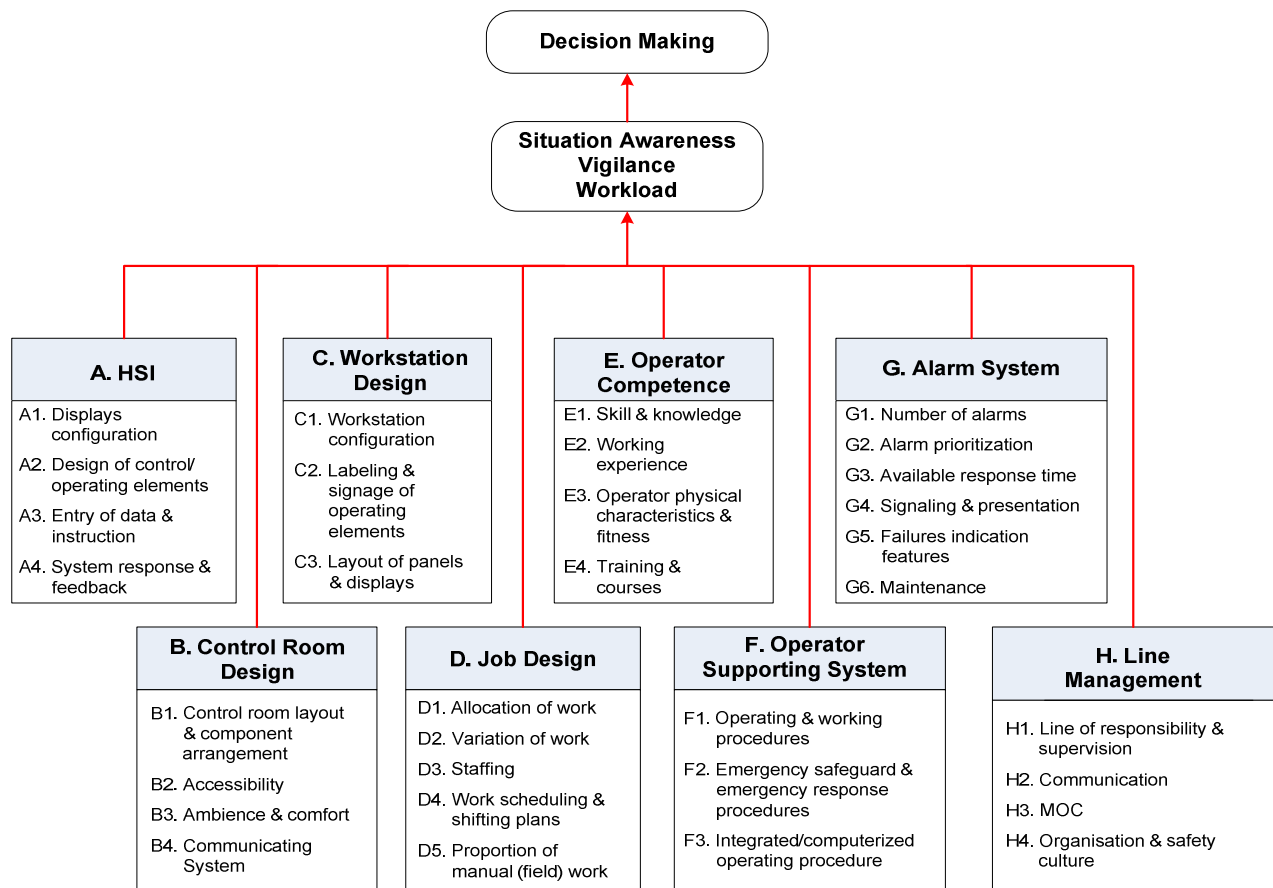 Decision Making
Situation Awareness
Vigilance
Workload
A. HSI
A1. Displays
configuration
A2. Design of control/
operating elements
A3. Entry of data &
instruction
A4. System response &
feedback
C. Workstation
Design
C1. Workstation
configuration
C2. Labeling &
signage of
operating
elements
C3. Layout of panels
& displays
E. Operator
Competence
E1. Skill & knowledge
E2. Working
experience
E3. Operator physical
characteristics &
fitness
E4. Training &
courses
G. Alarm System
G1. Number of alarms
G2. Alarm prioritization
G3. Available response time
G4. Signaling & presentation
G5. Failures indication
features
G6. Maintenance
B. Control Room
Design
B1. Control room layout
& component
arrangement
B2. Accessibility
B3. Ambience & comfort
B4. Communicating
System
D. Job Design
D1. Allocation of work
D2. Variation of work
D3. Staffing
D4. Work scheduling &
shifting plans
D5. Proportion of
manual (field) work
F. Operator
Supporting System
F1. Operating & working
procedures
F2. Emergency safeguard &
emergency response
procedures
F3. Integrated/computerized
operating procedure
H. Line
Management
H1. Line of responsibility &
supervision
H2. Communication
H3. MOC
H4. Organisation & safety
culture